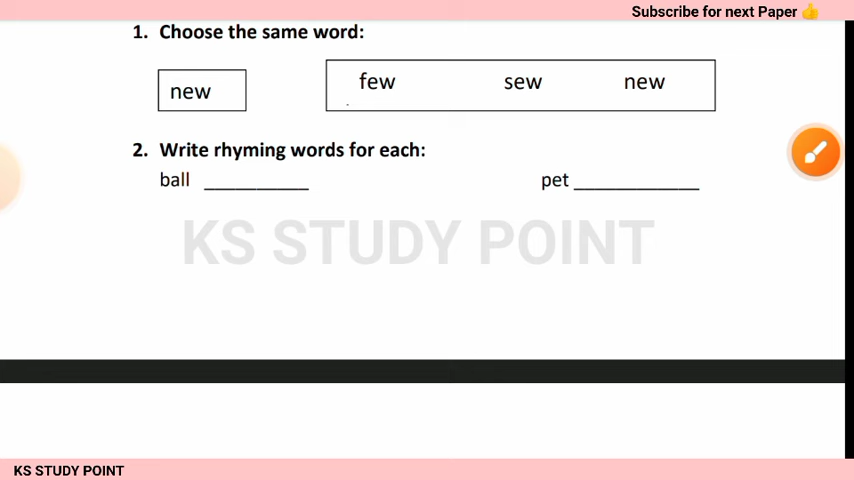 Subscribe for next Paper 👍
1. Choose the same word:
new few sew new
2. Write rhyming words for each:
ball __________ pet ____________
KS STUDY POINT
KS STUDY POINT